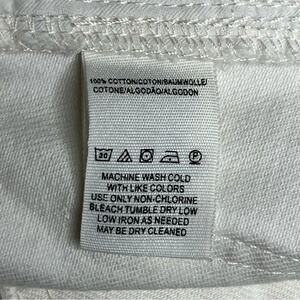 100% COTTON/COTON/BAUMWOLLE/
COTONE/ALGODÃO/ALGODON
30 P
MACHINE WASH COLD
WITH LIKE COLORS
USE ONLY NON-CHLORINE
BLEACH TUMBLE DRY LOW
LOW IRON AS NEEDED
MAY BE DRY CLEANED